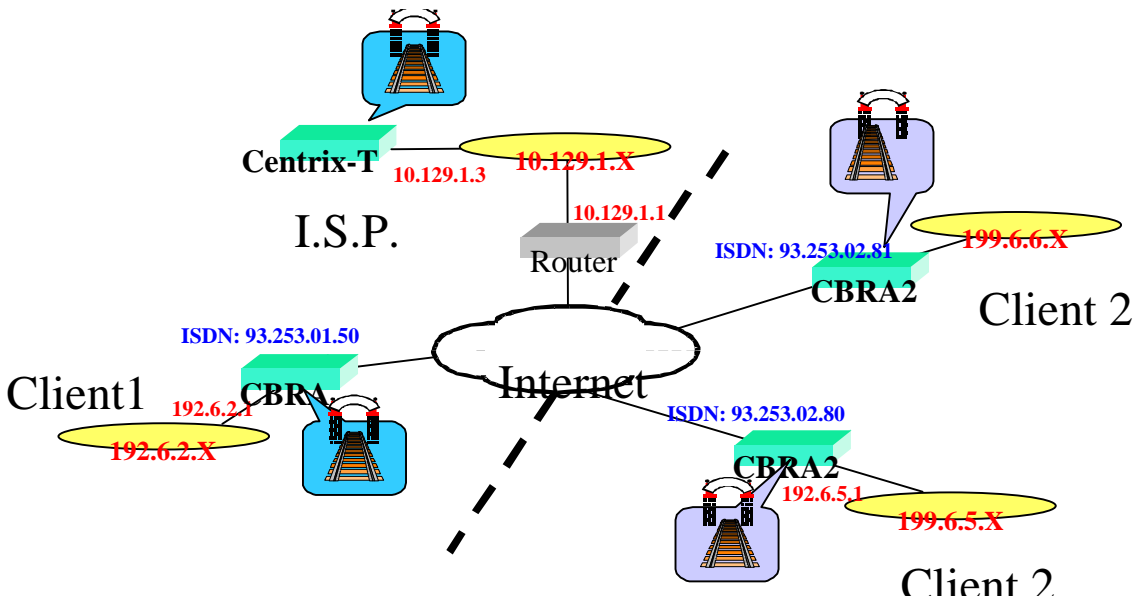 Centrix-T
10.129.1.3
10.129.1.X
I.S.P.
10.129.1.1
Router
ISDN: 93.253.02.81
199.6.6.X
CBRA2
Client 2
ISDN: 93.253.01.50
Internet
Client1
CBRA
192.6.2.1
192.6.2.X
ISDN: 93.253.02.80
CBRA2
192.6.5.1
199.6.5.X
Client 2